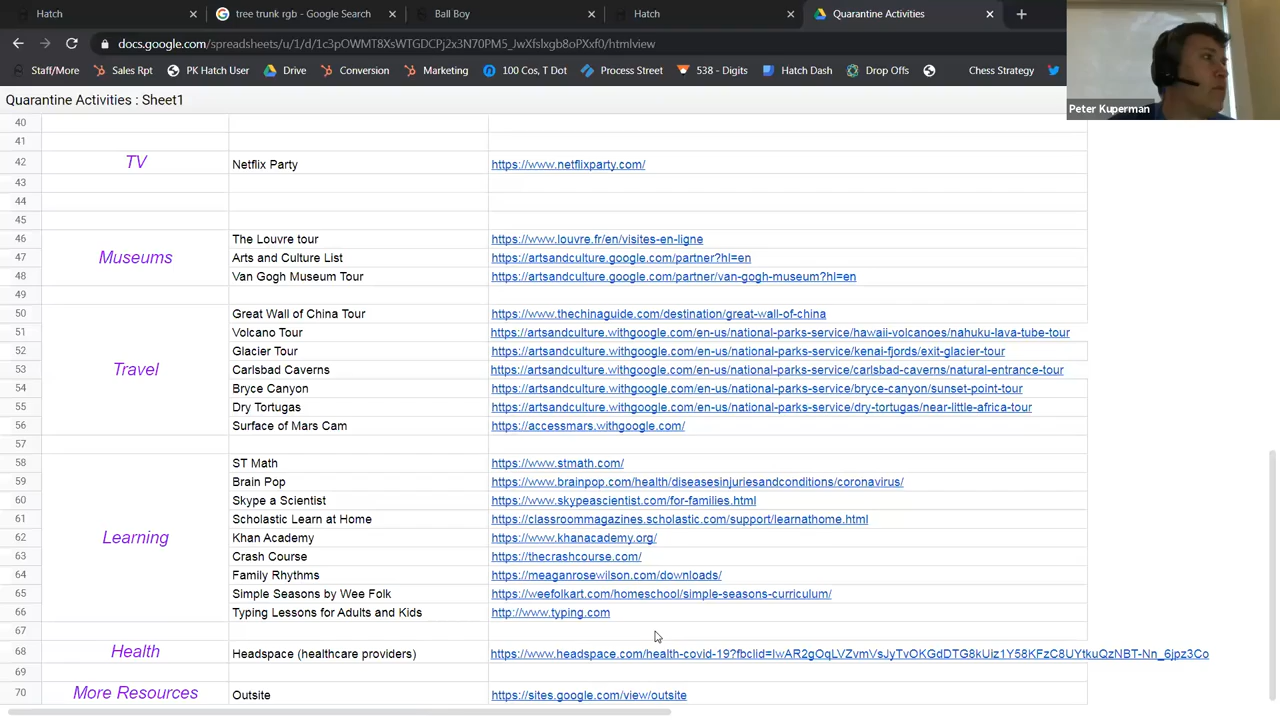 Hatch
tree trunk rgb - Google Search
Ball Boy
Hatch
Quarantine Activities
docs.google.com/spreadsheets/u/1/d/1c3pOWMT8XsWTGDCPj2x3N70PM5_JwXfslxgb8oPXxf0/htmlview
Staff/More Sales Rpt PK Hatch User Drive Conversion Marketing 100 Cos, T Dot Process Street 538 - Digits Hatch Dash Drop Offs Chess Strategy
Peter Kuperman
Quarantine Activities : Sheet1
40
41
42 TV Netflix Party https://www.netflixparty.com/
43
44
45
46 The Louvre tour https://www.louvre.fr/en/visites-en-ligne
47 Museums Arts and Culture List https://artsandculture.google.com/partner?hl=en
48 Van Gogh Museum Tour https://artsandculture.google.com/partner/van-gogh-museum?hl=en
49
50 Great Wall of China Tour https://www.thechinaguide.com/destination/great-wall-of-china
51 Volcano Tour https://artsandculture.withgoogle.com/en-us/national-parks-service/hawaii-volcanoes/nahuku-lava-tube-tour
52 Glacier Tour https://artsandculture.withgoogle.com/en-us/national-parks-service/kenai-fjords/exit-glacier-tour
53 Travel Carlsbad Caverns https://artsandculture.withgoogle.com/en-us/national-parks-service/carlsbad-caverns/natural-entrance-tour
54 Bryce Canyon https://artsandculture.withgoogle.com/en-us/national-parks-service/bryce-canyon/sunset-point-tour
55 Dry Tortugas https://artsandculture.withgoogle.com/en-us/national-parks-service/dry-tortugas/near-little-africa-tour
56 Surface of Mars Cam https://accessmars.withgoogle.com/
57
58 ST Math https://www.stmath.com/
59 Brain Pop https://www.brainpop.com/health/diseasesinjuriesandconditions/coronavirus/
60 Skype a Scientist https://www.skypeascientist.com/for-families.html
61 Scholastic Learn at Home https://classroommagazines.scholastic.com/support/learnathome.html
62 Learning Khan Academy https://www.khanacademy.org/
63 Crash Course https://thecrashcourse.com/
64 Family Rhythms https://meaganrosewilson.com/downloads/
65 Simple Seasons by Wee Folk https://weefolkart.com/homeschool/simple-seasons-curriculum/
66 Typing Lessons for Adults and Kids http://www.typing.com
67
68 Health Headspace (healthcare providers) https://www.headspace.com/health-covid-19?fbclid=IwAR2gOqLVZvmVsJyTvOKGdDTG8kUiz1Y58KFzC8UYtkuQzNBT-Nn_6jpz3Co
69
70 More Resources Outsite https://sites.google.com/view/outsite